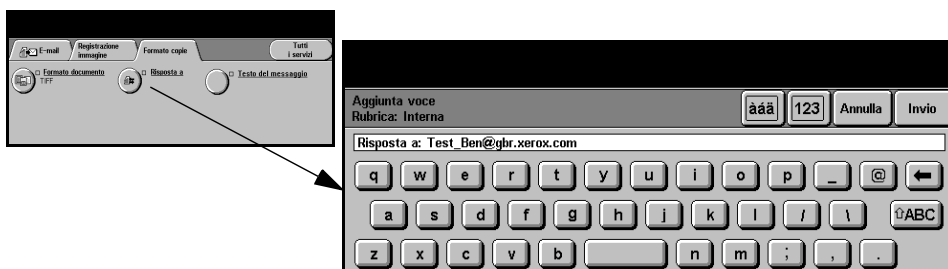 E-mail
Registrazione immagine
Formato copie
Tutti i servizi
Formato documento
TIFF
Risposta a
Testo del messaggio
Aggiunta voce
Rubrica: Interna
àáä 123 Annulla Invio
Risposta a: Test_Ben@gbr.xerox.com
q w e r t y u i o p _ @ ←
a s d f g h j k l / \ ⇧ABC
z x c v b n m ; , .